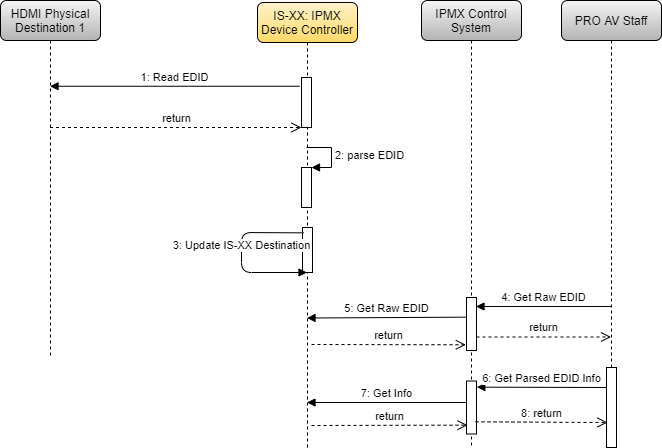 HDMI Physical
Destination 1
IS-XX: IPMX
Device Controller
IPMX Control
System
PRO AV Staff
1: Read EDID
return
2: parse EDID
3: Update IS-XX Destination
4: Get Raw EDID
5: Get Raw EDID
return
return
6: Get Parsed EDID Info
7: Get Info
8: return
return